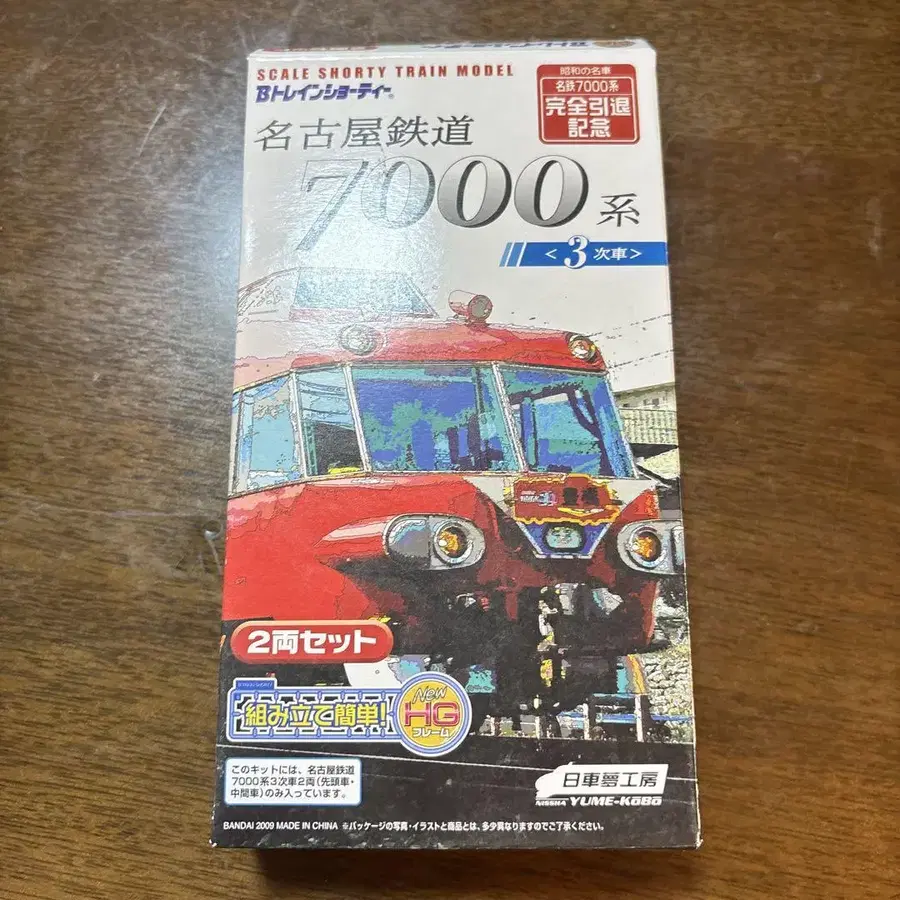 SCALE SHORTY TRAIN MODEL
Bトレインショーティー®
昭和の名車
名鉄7000系
完全引退
記念
名古屋鉄道
7000系
<3次車>
2両セット
組み立て簡単!
New
HG
フレーム
このキットには、名古屋鉄道
7000系3次車2両(先頭車・
中間車)のみ入っています。
日車夢工房
NISSHA YUME-KoBo
BANDAI 2009 MADE IN CHINA ※パッケージの写真・イラストと商品とは、多少異なりますのでご了承ください。